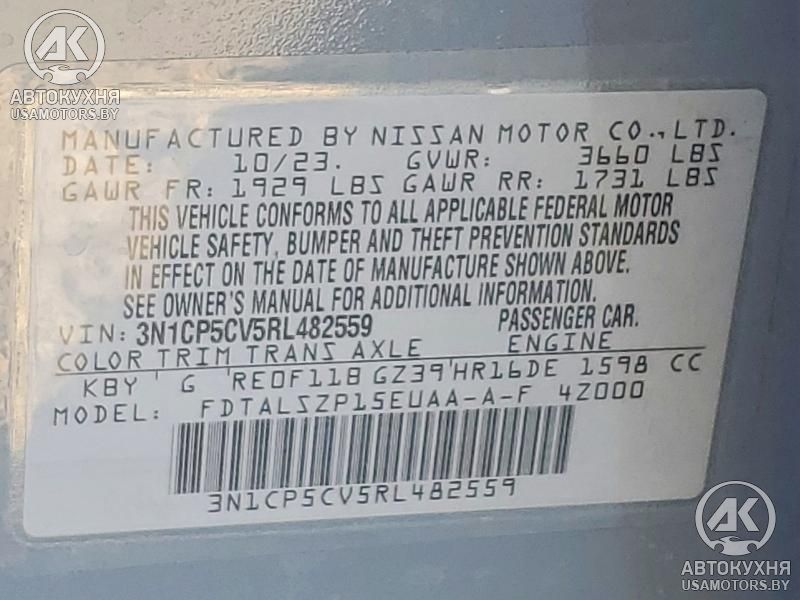 АК
АВТОКУХНЯ
USAMOTORS.BY
MANUFACTURED BY NISSAN MOTOR CO.,LTD.
DATE: 10/23. GVWR: 3660 LBS
GAWR FR: 1929 LBS GAWR RR: 1731 LBS
THIS VEHICLE CONFORMS TO ALL APPLICABLE FEDERAL MOTOR
VEHICLE SAFETY, BUMPER AND THEFT PREVENTION STANDARDS
IN EFFECT ON THE DATE OF MANUFACTURE SHOWN ABOVE.
SEE OWNER'S MANUAL FOR ADDITIONAL INFORMATION.
VIN: 3N1CP5CV5RL482559 PASSENGER CAR.
COLOR TRIM TRANS AXLE ENGINE
KBY ' G 'RE0F11B GZ39'HR16DE 1598 CC
MODEL: FDTALSZP15EUAA-A-F 4Z000
3N1CP5CV5RL482559
АК
АВТОКУХНЯ
USAMOTORS.BY